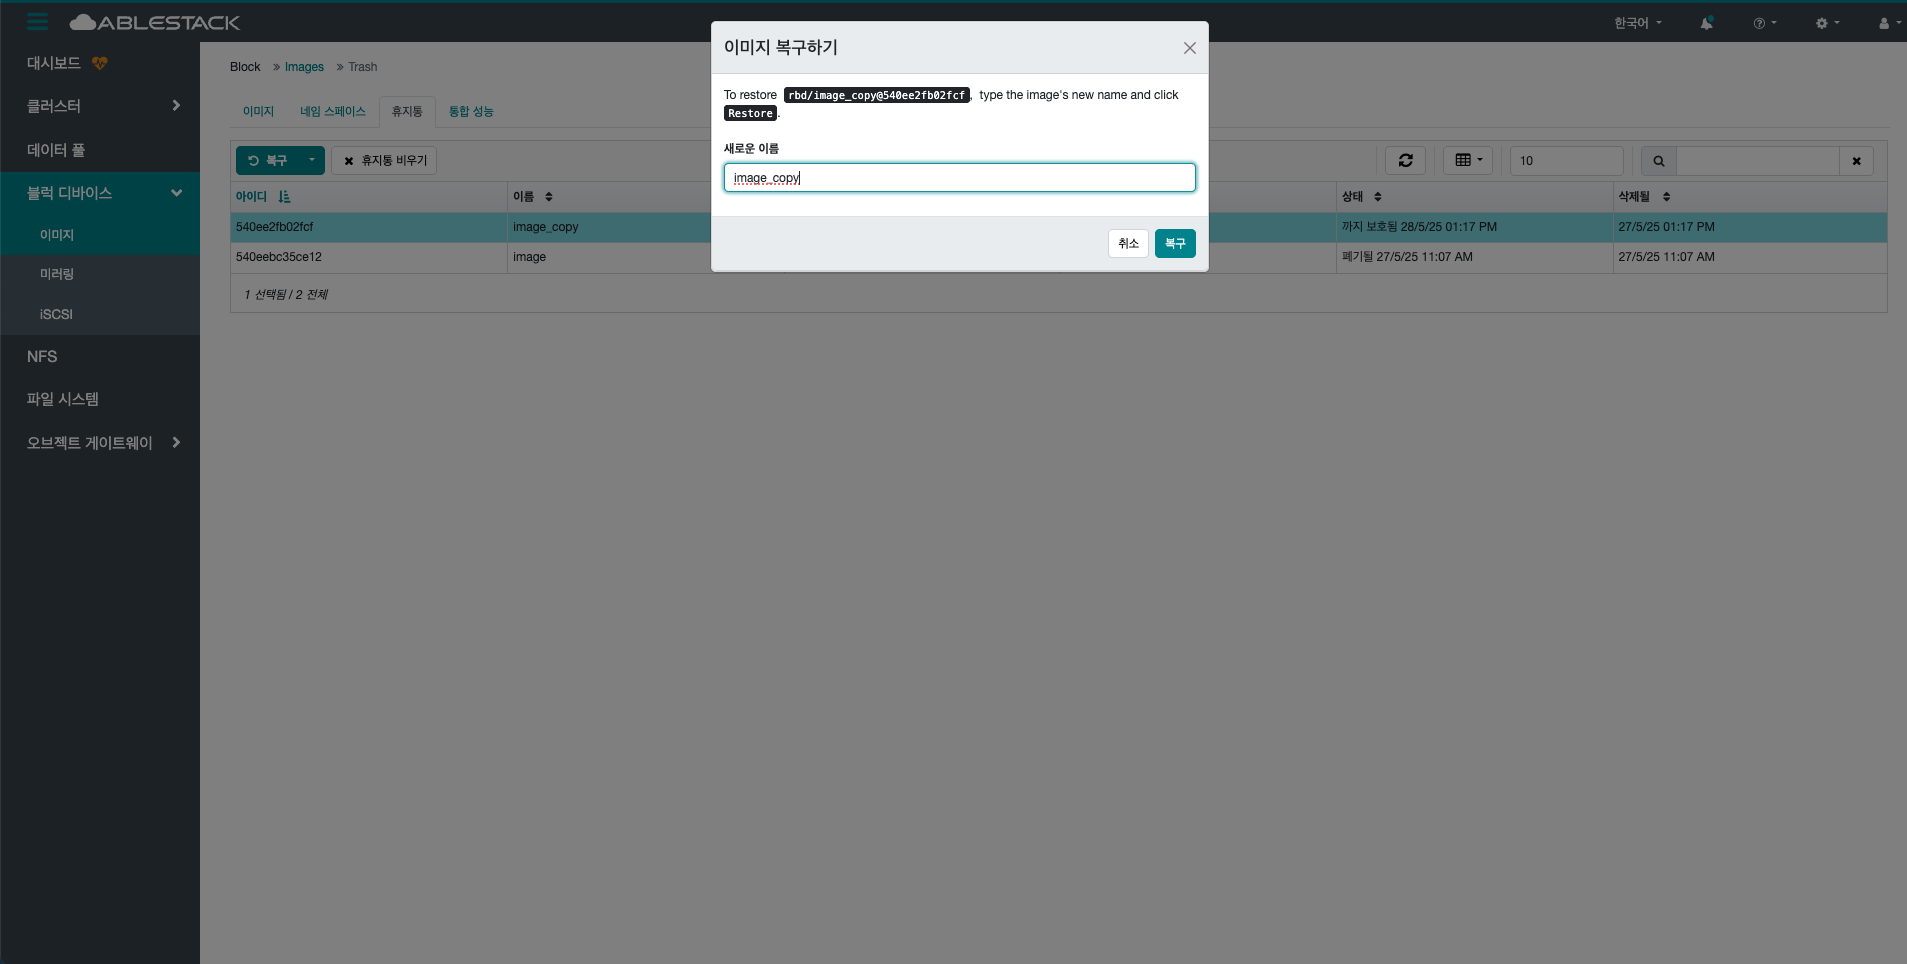 ABLESTACK
한국어
대시보드
클러스터
데이터 풀
블럭 디바이스
이미지
미러링
iSCSI
NFS
파일 시스템
오브젝트 게이트웨이
Block » Images » Trash
이미지 네임 스페이스 휴지통 통합 성능
복구 휴지통 비우기 10
아이디 이름 상태 삭제될
540ee2fb02fcf image_copy 까지 보호됨 28/5/25 01:17 PM 27/5/25 01:17 PM
540eebc35ce12 image 폐기될 27/5/25 11:07 AM 27/5/25 11:07 AM
1 선택됨 / 2 전체
이미지 복구하기
To restore rbd/image_copy@540ee2fb02fcf, type the image's new name and click
Restore.
새로운 이름
image_copy
취소 복구